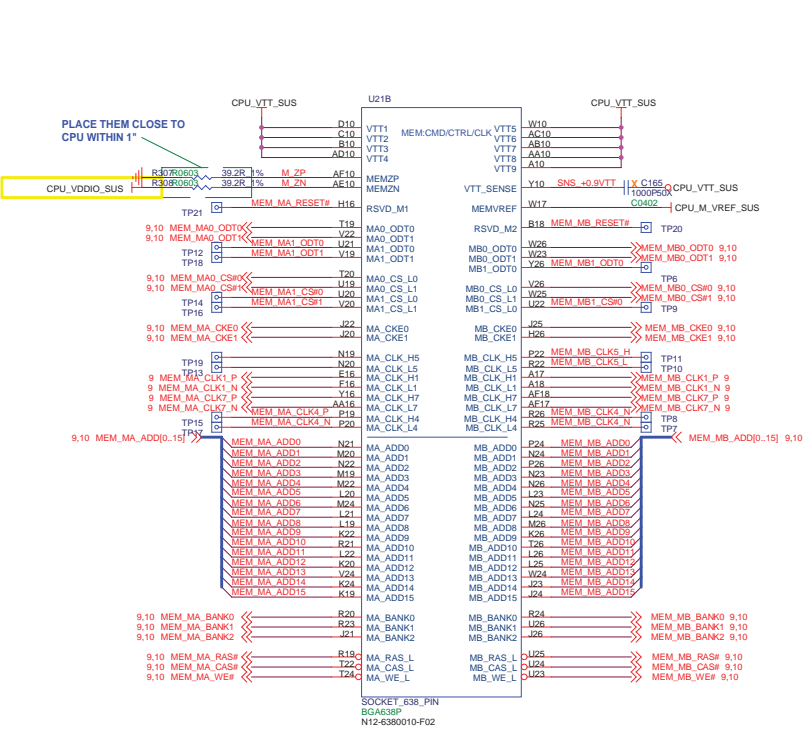 U21B
CPU_VTT_SUS
CPU_VTT_SUS
PLACE THEM CLOSE TO
CPU WITHIN 1"
MEM:CMD/CTRL/CLK
D10 VTT1 VTT5 W10
C10 VTT2 VTT6 AC10
B10 VTT3 VTT7 AB10
AD10 VTT4 VTT8 AA10
VTT9 A10
R307 R0603 39.2R_1% M_ZP AF10 MEMZP
R308 R0603 39.2R_1% M_ZN AE10 MEMZN
CPU_VDDIO_SUS
VTT_SENSE Y10 SNS_+0.9VTT X C165 CPU_VTT_SUS
1000P50X
C0402
MEM_MA_RESET# H16 RSVD_M1 MEMVREF W17 CPU_M_VREF_SUS
TP21
RSVD_M2 B18 MEM_MB_RESET# TP20
9,10 MEM_MA0_ODT0 T19 MA0_ODT0
9,10 MEM_MA0_ODT1 V22 MA0_ODT1
TP12 MEM_MA1_ODT0 U21 MA1_ODT0 MB0_ODT0 W26 MEM_MB0_ODT0 9,10
TP18 MEM_MA1_ODT1 V19 MA1_ODT1 MB0_ODT1 W23 MEM_MB0_ODT1 9,10
MB1_ODT0 Y26 MEM_MB1_ODT0
TP6
9,10 MEM_MA0_CS#0 T20 MA0_CS_L0
9,10 MEM_MA0_CS#1 U19 MA0_CS_L1 MB0_CS_L0 V26 MEM_MB0_CS#0 9,10
TP14 MEM_MA1_CS#0 U20 MA1_CS_L0 MB0_CS_L1 W25 MEM_MB0_CS#1 9,10
TP16 MEM_MA1_CS#1 V20 MA1_CS_L1 MB1_CS_L0 U22 MEM_MB1_CS#0 TP9
9,10 MEM_MA_CKE0 J22 MA_CKE0 MB_CKE0 J25 MEM_MB_CKE0 9,10
9,10 MEM_MA_CKE1 J20 MA_CKE1 MB_CKE1 H26 MEM_MB_CKE1 9,10
TP19 N19 MA_CLK_H5 MB_CLK_H5 P22 MEM_MB_CLK5_H TP11
TP13 N20 MA_CLK_L5 MB_CLK_L5 R22 MEM_MB_CLK5_L TP10
9 MEM_MA_CLK1_P E16 MA_CLK_H1 MB_CLK_H1 A17 MEM_MB_CLK1_P 9
9 MEM_MA_CLK1_N F16 MA_CLK_L1 MB_CLK_L1 A18 MEM_MB_CLK1_N 9
9 MEM_MA_CLK7_P Y16 MA_CLK_H7 MB_CLK_H7 AF18 MEM_MB_CLK7_P 9
9 MEM_MA_CLK7_N AA16 MA_CLK_L7 MB_CLK_L7 AF17 MEM_MB_CLK7_N 9
TP15 MEM_MA_CLK4_P P19 MA_CLK_H4 MB_CLK_H4 R26 MEM_MB_CLK4_N TP8
TP17 MEM_MA_CLK4_N P20 MA_CLK_L4 MB_CLK_L4 R25 MEM_MB_CLK4_N TP7
9,10 MEM_MA_ADD[0..15] MEM_MB_ADD[0..15] 9,10
MEM_MA_ADD0 N21 MA_ADD0 MB_ADD0 P24 MEM_MB_ADD0
MEM_MA_ADD1 M20 MA_ADD1 MB_ADD1 N24 MEM_MB_ADD1
MEM_MA_ADD2 N22 MA_ADD2 MB_ADD2 P26 MEM_MB_ADD2
MEM_MA_ADD3 M19 MA_ADD3 MB_ADD3 N23 MEM_MB_ADD3
MEM_MA_ADD4 M22 MA_ADD4 MB_ADD4 N26 MEM_MB_ADD4
MEM_MA_ADD5 L20 MA_ADD5 MB_ADD5 L23 MEM_MB_ADD5
MEM_MA_ADD6 M24 MA_ADD6 MB_ADD6 N25 MEM_MB_ADD6
MEM_MA_ADD7 L21 MA_ADD7 MB_ADD7 L24 MEM_MB_ADD7
MEM_MA_ADD8 L19 MA_ADD8 MB_ADD8 M26 MEM_MB_ADD8
MEM_MA_ADD9 K22 MA_ADD9 MB_ADD9 K26 MEM_MB_ADD9
MEM_MA_ADD10 R21 MA_ADD10 MB_ADD10 T26 MEM_MB_ADD10
MEM_MA_ADD11 L22 MA_ADD11 MB_ADD11 L26 MEM_MB_ADD11
MEM_MA_ADD12 K20 MA_ADD12 MB_ADD12 L25 MEM_MB_ADD12
MEM_MA_ADD13 V24 MA_ADD13 MB_ADD13 W24 MEM_MB_ADD13
MEM_MA_ADD14 K24 MA_ADD14 MB_ADD14 J23 MEM_MB_ADD14
MEM_MA_ADD15 K19 MA_ADD15 MB_ADD15 J24 MEM_MB_ADD15
9,10 MEM_MA_BANK0 R20 MA_BANK0 MB_BANK0 R24 MEM_MB_BANK0 9,10
9,10 MEM_MA_BANK1 R23 MA_BANK1 MB_BANK1 U26 MEM_MB_BANK1 9,10
9,10 MEM_MA_BANK2 J21 MA_BANK2 MB_BANK2 J26 MEM_MB_BANK2 9,10
9,10 MEM_MA_RAS# R19 MA_RAS_L MB_RAS_L U25 MEM_MB_RAS# 9,10
9,10 MEM_MA_CAS# T22 MA_CAS_L MB_CAS_L U24 MEM_MB_CAS# 9,10
9,10 MEM_MA_WE# T24 MA_WE_L MB_WE_L U23 MEM_MB_WE# 9,10
SOCKET_638_PIN
BGA638P
N12-6380010-F02